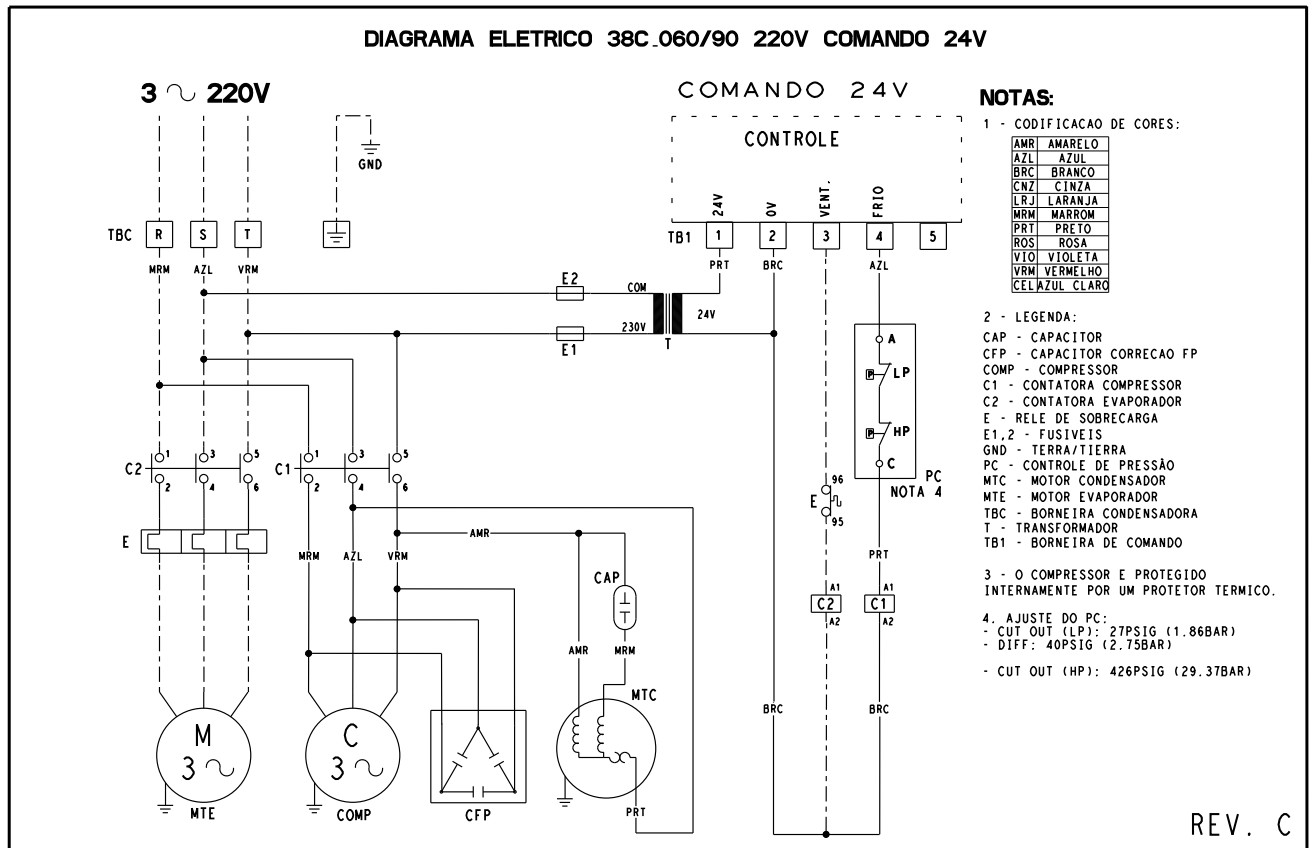 DIAGRAMA ELETRICO 38C_060/90 220V COMANDO 24V
3 ~ 220V
GND
TBC R S T
MRM AZL VRM
COMANDO 24V
CONTROLE
24V 0V VENT. FRIO
TB1 1 2 3 4 5
PRT BRC AZL
E2
COM
E1
230V
24V
T
A
LP
P
HP
P
C
PC
NOTA 4
C2 1 3 5
2 4 6
C1 1 3 5
2 4 6
E
MRM AZL VRM
AMR
CAP
AMR MRM
MTC
PRT
96
E
95
PRT
A1
C2
A2
A1
C1
A2
BRC BRC
M
3 ~
MTE
C
3 ~
COMP
CFP
NOTAS:
1 - CODIFICACAO DE CORES:
AMR AMARELO
AZL AZUL
BRC BRANCO
CNZ CINZA
LRJ LARANJA
MRM MARROM
PRT PRETO
ROS ROSA
VIO VIOLETA
VRM VERMELHO
CEL AZUL CLARO
2 - LEGENDA:
CAP - CAPACITOR
CFP - CAPACITOR CORRECAO FP
COMP - COMPRESSOR
C1 - CONTATORA COMPRESSOR
C2 - CONTATORA EVAPORADOR
E - RELE DE SOBRECARGA
E1,2 - FUSIVEIS
GND - TERRA/TIERRA
PC - CONTROLE DE PRESSÃO
MTC - MOTOR CONDENSADOR
MTE - MOTOR EVAPORADOR
TBC - BORNEIRA CONDENSADORA
T - TRANSFORMADOR
TB1 - BORNEIRA DE COMANDO
3 - O COMPRESSOR E PROTEGIDO
INTERNAMENTE POR UM PROTETOR TERMICO.
4. AJUSTE DO PC:
- CUT OUT (LP): 27PSIG (1.86BAR)
- DIFF: 40PSIG (2.75BAR)
- CUT OUT (HP): 426PSIG (29.37BAR)
REV. C